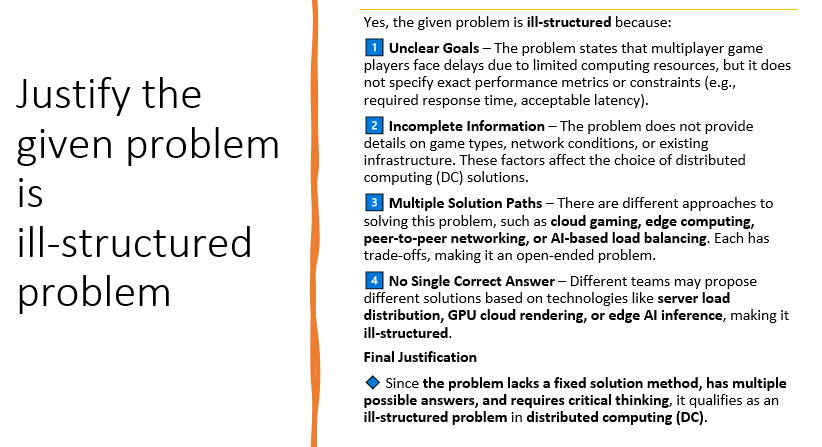 Justify the
given problem
is
ill-structured
problem
Yes, the given problem is ill-structured because:
1 Unclear Goals – The problem states that multiplayer game
players face delays due to limited computing resources, but it does
not specify exact performance metrics or constraints (e.g.,
required response time, acceptable latency).
2 Incomplete Information – The problem does not provide
details on game types, network conditions, or existing
infrastructure. These factors affect the choice of distributed
computing (DC) solutions.
3 Multiple Solution Paths – There are different approaches to
solving this problem, such as cloud gaming, edge computing,
peer-to-peer networking, or AI-based load balancing. Each has
trade-offs, making it an open-ended problem.
4 No Single Correct Answer – Different teams may propose
different solutions based on technologies like server load
distribution, GPU cloud rendering, or edge AI inference, making it
ill-structured.
Final Justification
Since the problem lacks a fixed solution method, has multiple
possible answers, and requires critical thinking, it qualifies as an
ill-structured problem in distributed computing (DC).